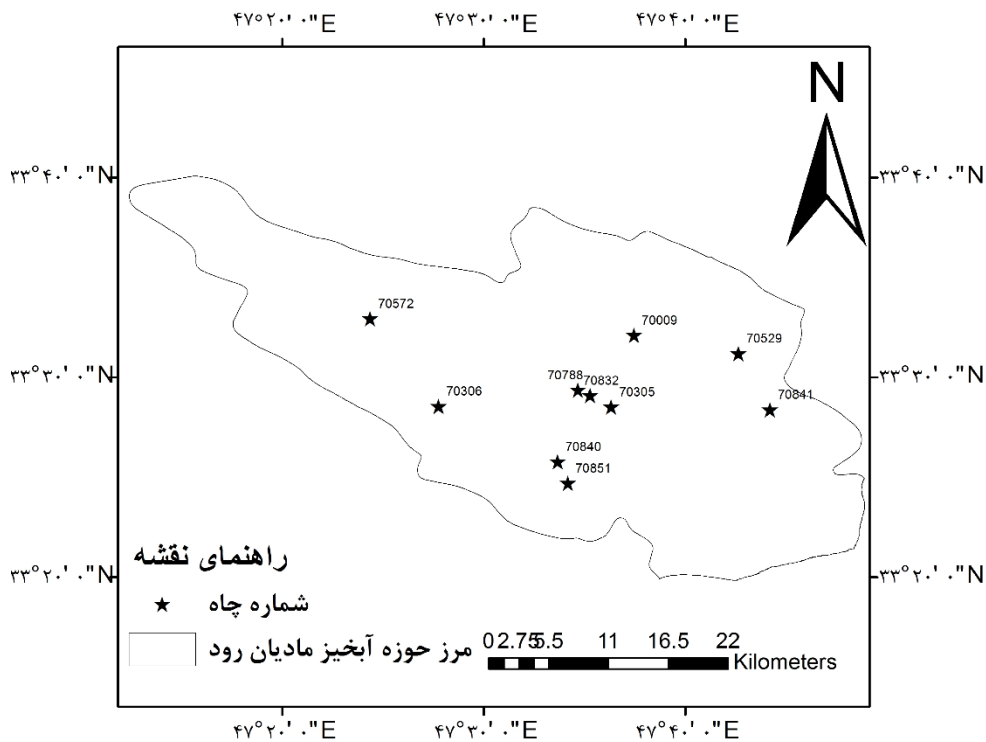 ۴۷°۲۰'۰"E ۴۷°۳۰'۰"E ۴۷°۴۰'۰"E
N
۳۳°۴۰'۰"N ۳۳°۴۰'۰"N
70572
70009
70529
۳۳°۳۰'۰"N ۳۳°۳۰'۰"N
70788 70832
70306 70305 70841
70840
70851
راهنمای نقشه
۳۳°۲۰'۰"N ۳۳°۲۰'۰"N
شماره چاه
مرز حوزه آبخیز مادیان رود
0 2.75 5.5 11 16.5 22
Kilometers
۴۷°۲۰'۰"E ۴۷°۳۰'۰"E ۴۷°۴۰'۰"E